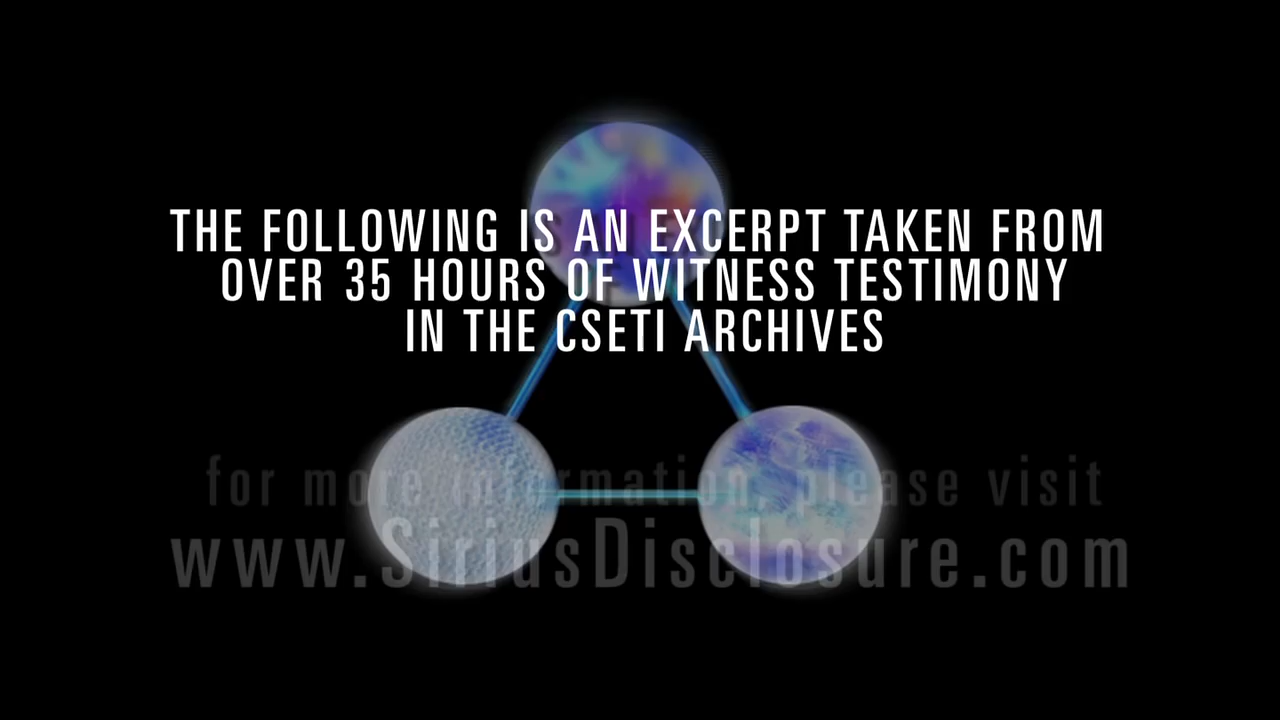 THE FOLLOWING IS AN EXCERPT TAKEN FROM
OVER 35 HOURS OF WITNESS TESTIMONY
IN THE CSETI ARCHIVES
for more information, please visit
www.SiriusDisclosure.com